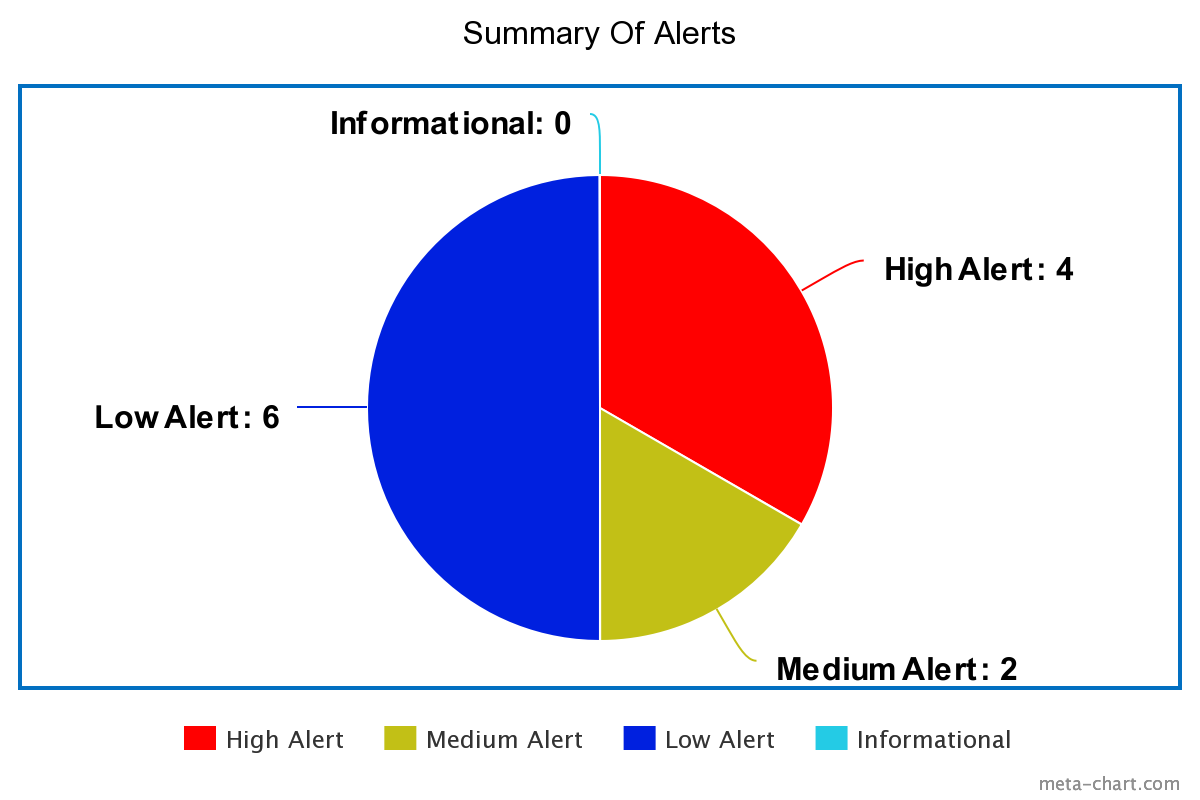 Summary Of Alerts
Informational: 0
High Alert: 4
Low Alert: 6
Medium Alert: 2
High Alert
Medium Alert
Low Alert
Informational
meta-chart.com